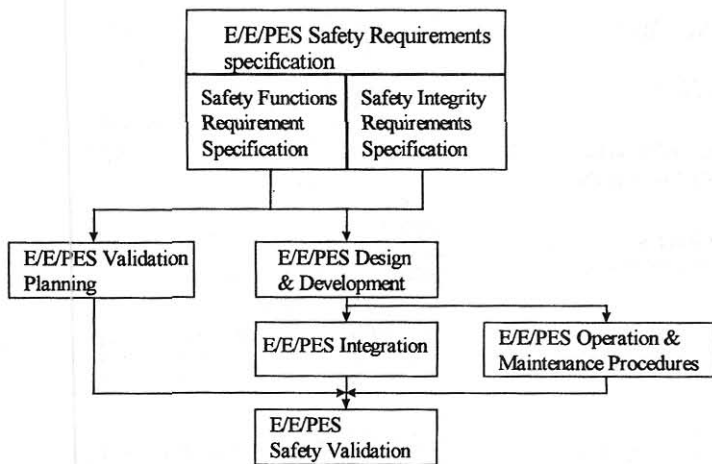 E/E/PES Safety Requirements
specification
Safety Functions
Requirement
Specification
Safety Integrity
Requirements
Specification
E/E/PES Validation
Planning
E/E/PES Design
& Development
E/E/PES Integration
E/E/PES Operation &
Maintenance Procedures
E/E/PES
Safety Validation